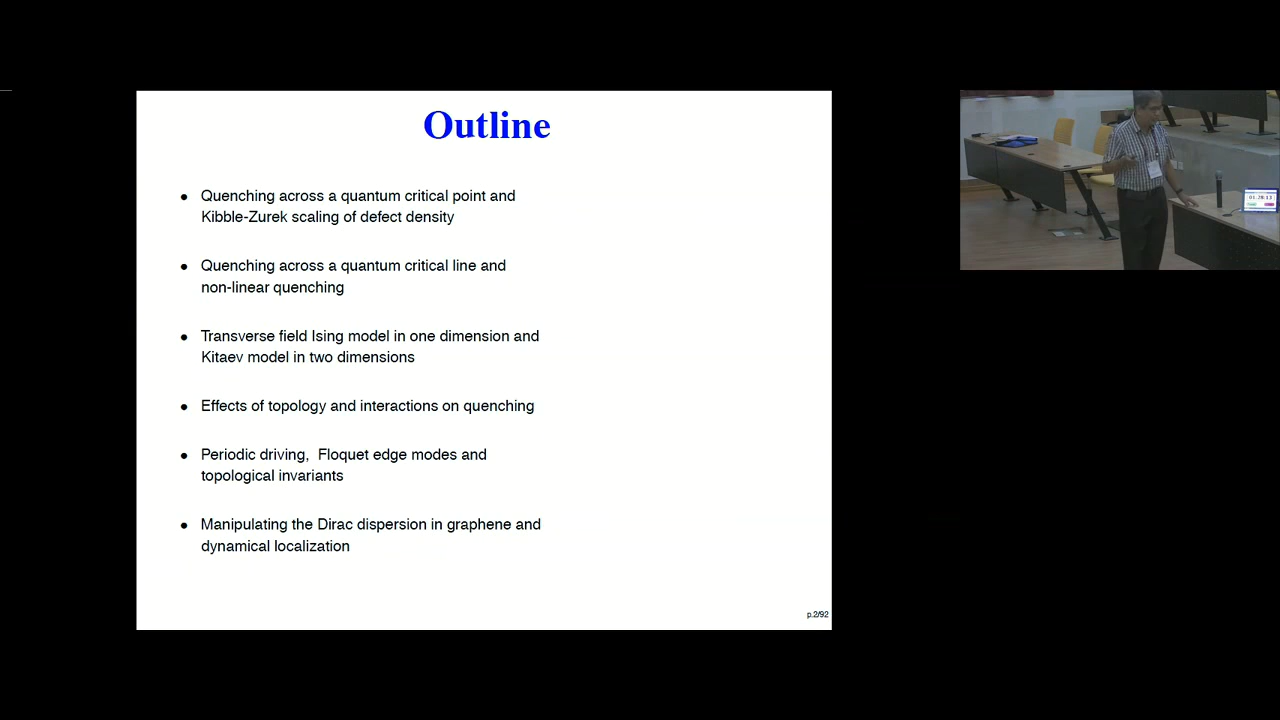 Outline
● Quenching across a quantum critical point and
Kibble-Zurek scaling of defect density
● Quenching across a quantum critical line and
non-linear quenching
● Transverse field Ising model in one dimension and
Kitaev model in two dimensions
● Effects of topology and interactions on quenching
● Periodic driving, Floquet edge modes and
topological invariants
● Manipulating the Dirac dispersion in graphene and
dynamical localization
p.2/92